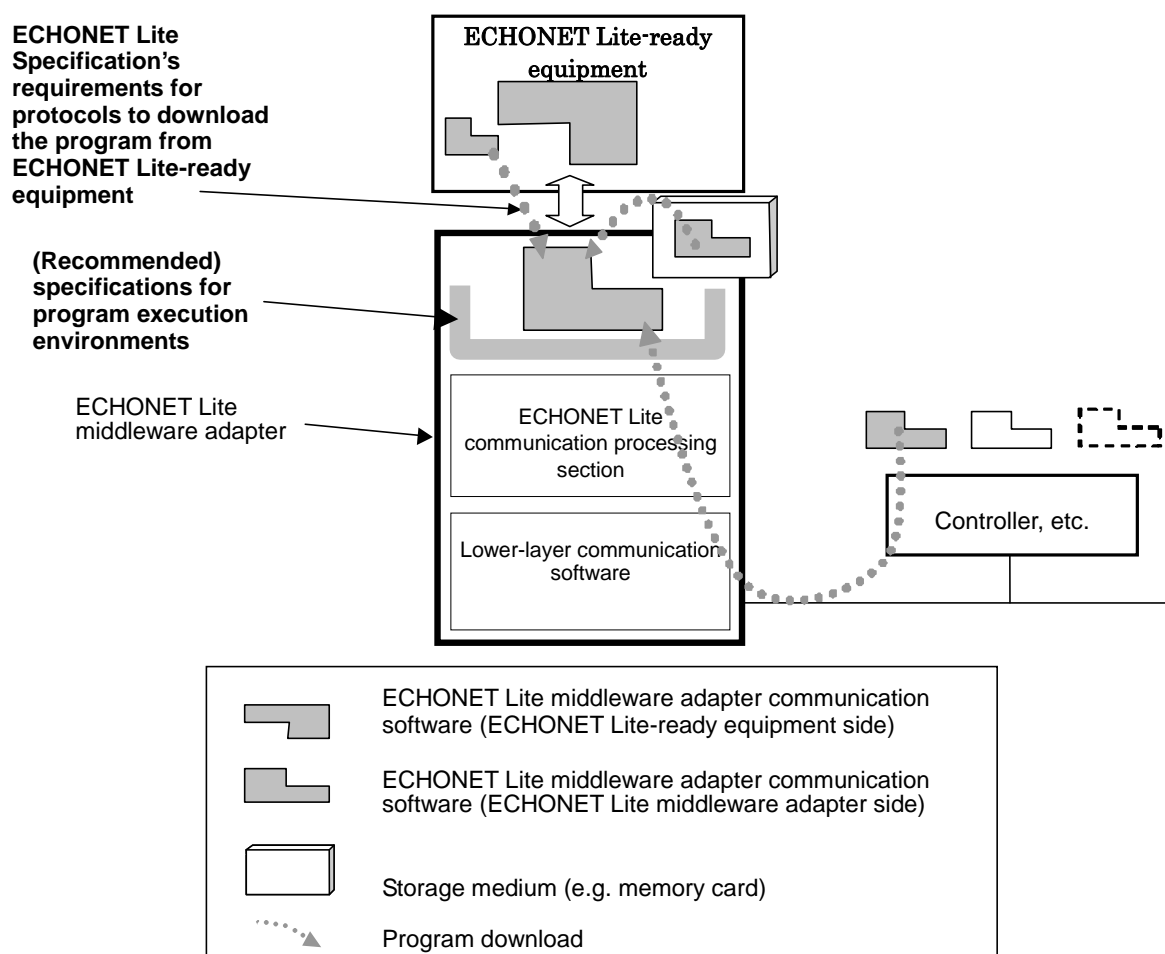 ECHONET Lite
Specification's
requirements for
protocols to download
the program from
ECHONET Lite-ready
equipment
ECHONET Lite-ready
equipment
(Recommended)
specifications for
program execution
environments
ECHONET Lite
middleware adapter
ECHONET Lite
communication processing
section
Lower-layer communication
software
Controller, etc.
ECHONET Lite middleware adapter communication
software (ECHONET Lite-ready equipment side)
ECHONET Lite middleware adapter communication
software (ECHONET Lite middleware adapter side)
Storage medium (e.g. memory card)
Program download